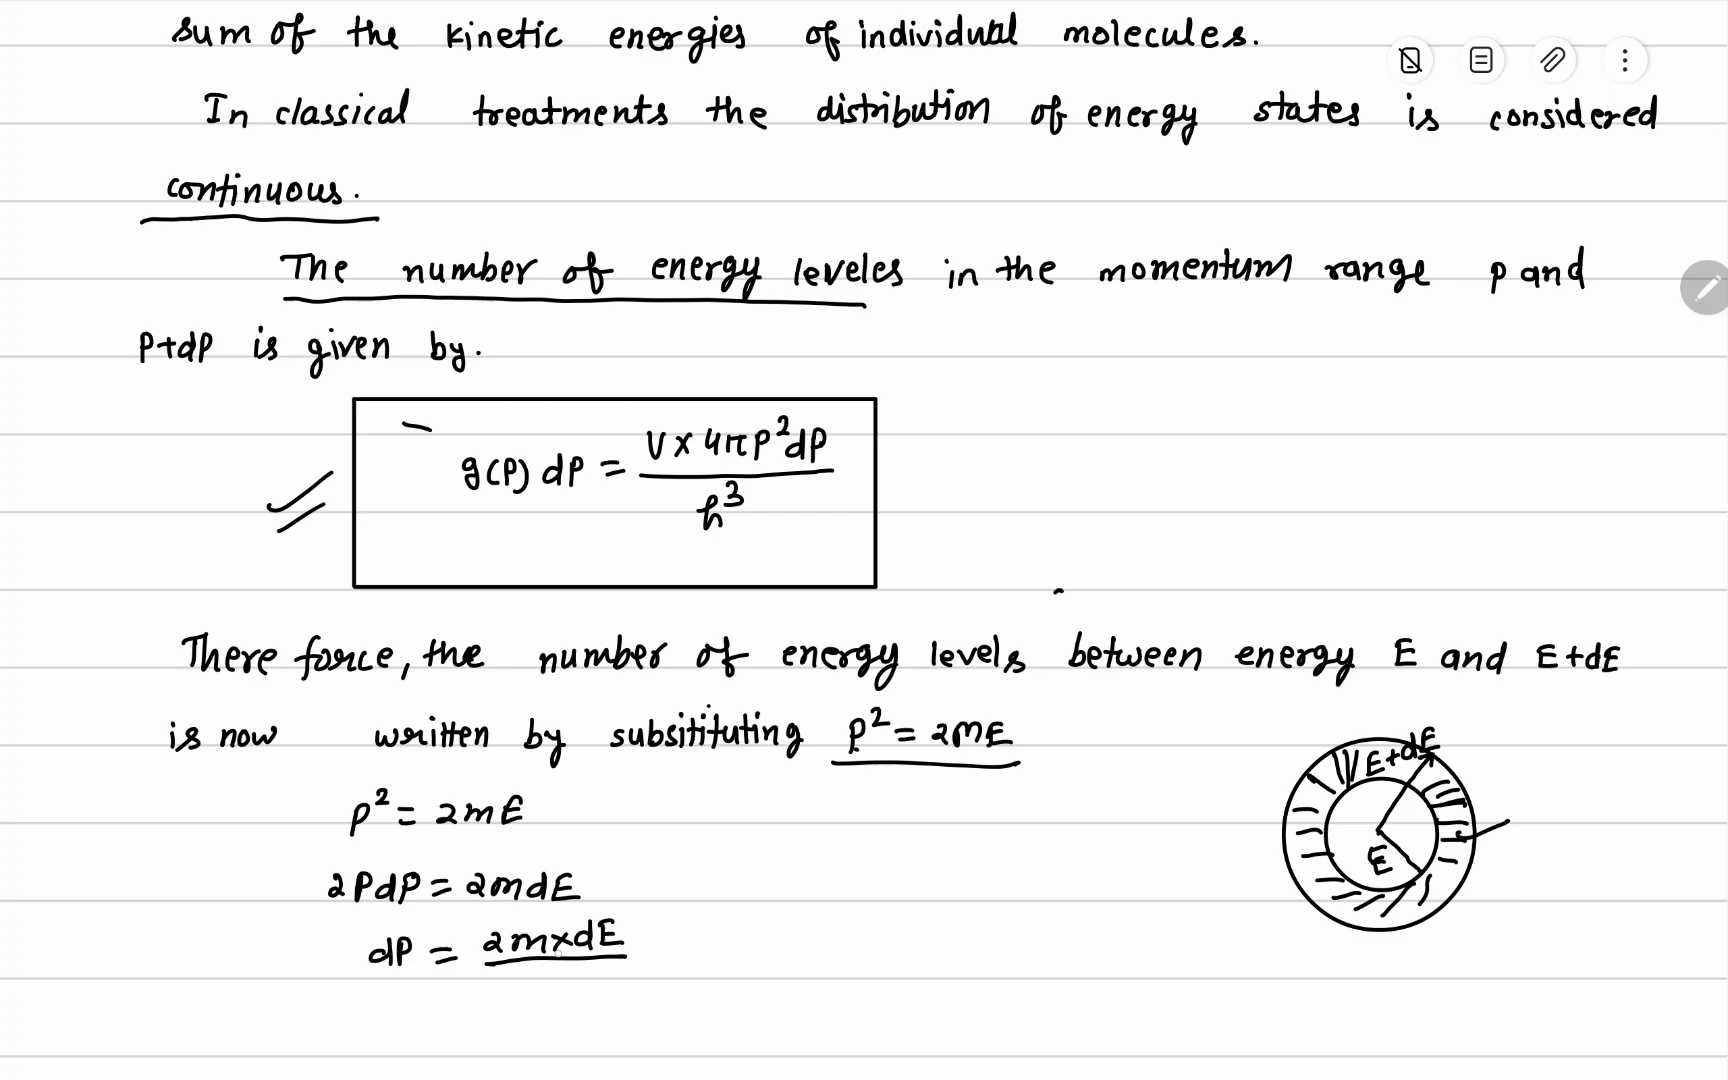 sum of the kinetic energies of individual molecules.
In classical treatments the distribution of energy states is considered
continuous.
The number of energy leveles in the momentum range p and
P+dP is given by.
g(P) dP = V × 4πP²dP / h³
There force, the number of energy levels between energy E and E+dE
is now written by subsitituting P² = 2ME
P² = 2mE
2PdP = 2mdE
dP = 2m×dE
E+dE
E